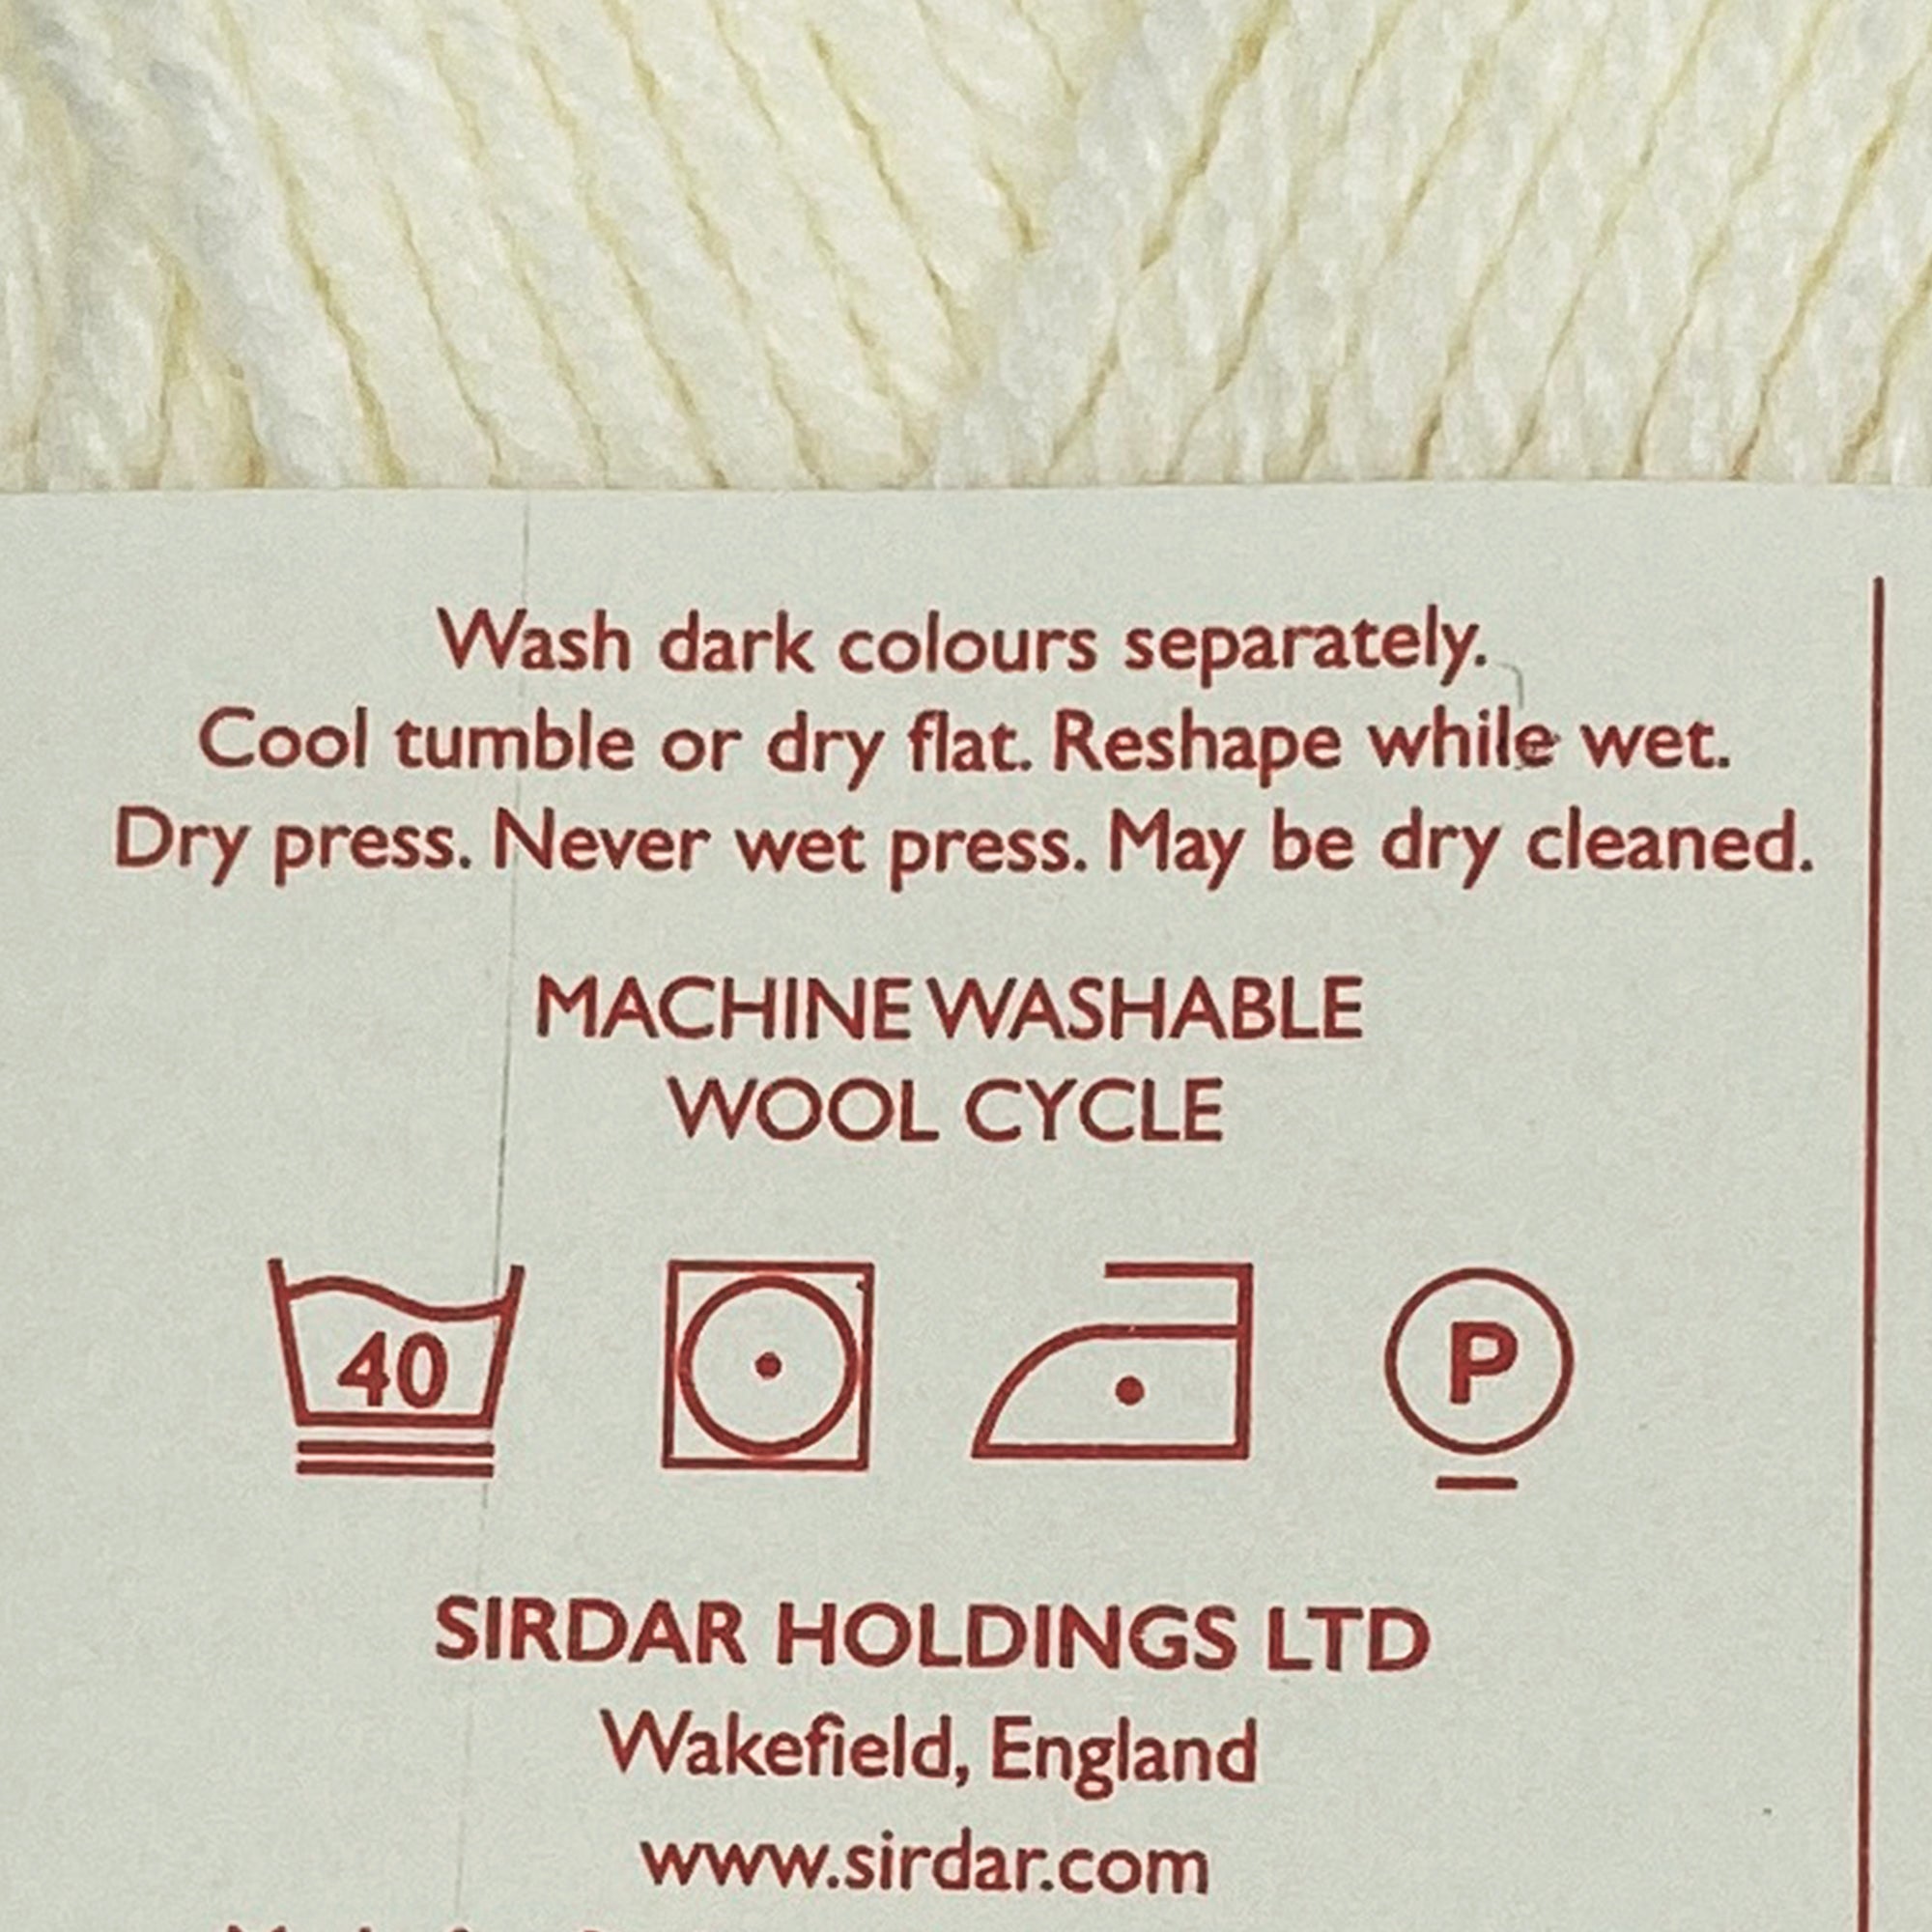 Wash dark colours separately.
Cool tumble or dry flat. Reshape while wet.
Dry press. Never wet press. May be dry cleaned.
MACHINE WASHABLE
WOOL CYCLE
40
P
SIRDAR HOLDINGS LTD
Wakefield, England
www.sirdar.com